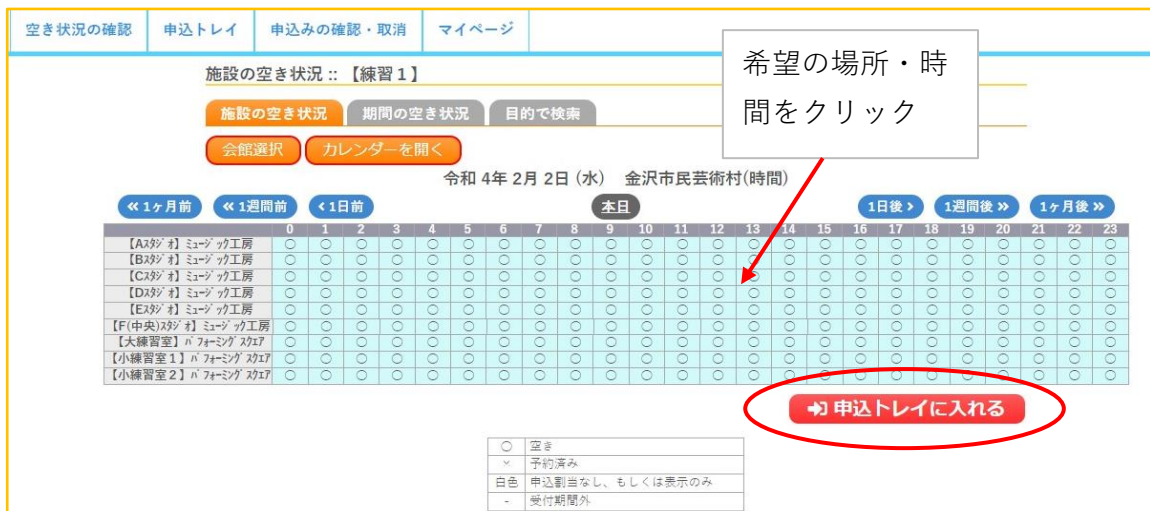 空き状況の確認 申込トレイ 申込みの確認・取消 マイページ
希望の場所・時
間をクリック
施設の空き状況 :: 【練習1】
施設の空き状況 期間の空き状況 目的で検索
会館選択 カレンダーを開く
令和 4年 2月 2日 (水) 金沢市民芸術村(時間)
≪ 1ヶ月前 ≪ 1週間前 < 1日前 本日 1日後 > 1週間後 ≫ 1ヶ月後 ≫
0 1 2 3 4 5 6 7 8 9 10 11 12 13 14 15 16 17 18 19 20 21 22 23
【Aスタジオ】ミュージック工房 ○ ○ ○ ○ ○ ○ ○ ○ ○ ○ ○ ○ ○ ○ ○ ○ ○ ○ ○ ○ ○ ○ ○ ○
【Bスタジオ】ミュージック工房 ○ ○ ○ ○ ○ ○ ○ ○ ○ ○ ○ ○ ○ ○ ○ ○ ○ ○ ○ ○ ○ ○ ○ ○
【Cスタジオ】ミュージック工房 ○ ○ ○ ○ ○ ○ ○ ○ ○ ○ ○ ○ ○ ○ ○ ○ ○ ○ ○ ○ ○ ○ ○ ○
【Dスタジオ】ミュージック工房 ○ ○ ○ ○ ○ ○ ○ ○ ○ ○ ○ ○ ○ ○ ○ ○ ○ ○ ○ ○ ○ ○ ○ ○
【Eスタジオ】ミュージック工房 ○ ○ ○ ○ ○ ○ ○ ○ ○ ○ ○ ○ ○ ○ ○ ○ ○ ○ ○ ○ ○ ○ ○ ○
【F(中央)スタジオ】ミュージック工房 ○ ○ ○ ○ ○ ○ ○ ○ ○ ○ ○ ○ ○ ○ ○ ○ ○ ○ ○ ○ ○ ○ ○ ○
【大練習室】パフォーミングスクエア ○ ○ ○ ○ ○ ○ ○ ○ ○ ○ ○ ○ ○ ○ ○ ○ ○ ○ ○ ○ ○ ○ ○ ○
【小練習室1】パフォーミングスクエア ○ ○ ○ ○ ○ ○ ○ ○ ○ ○ ○ ○ ○ ○ ○ ○ ○ ○ ○ ○ ○ ○ ○ ○
【小練習室2】パフォーミングスクエア ○ ○ ○ ○ ○ ○ ○ ○ ○ ○ ○ ○ ○ ○ ○ ○ ○ ○ ○ ○ ○ ○ ○ ○
申込トレイに入れる
○ 空き
× 予約済み
白色 申込割当なし、もしくは表示のみ
- 受付期間外